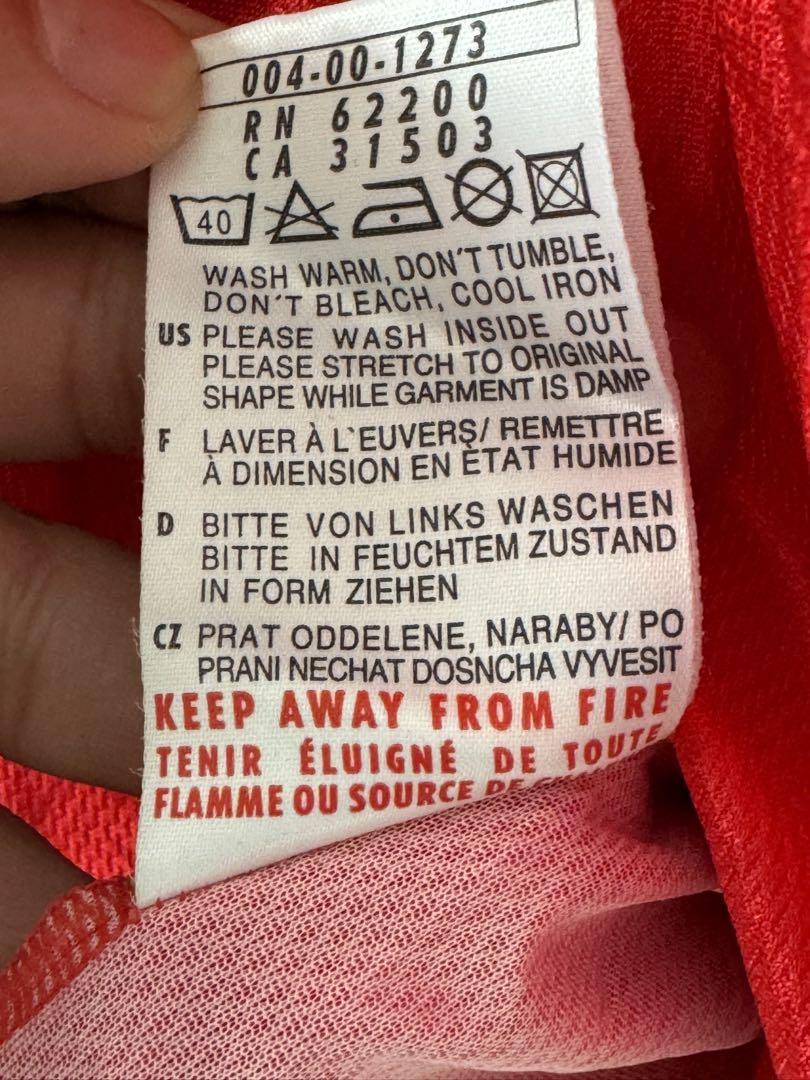 004-00-1273
RN 62200
CA 31503
40
WASH WARM, DON'T TUMBLE,
DON'T BLEACH, COOL IRON
US PLEASE WASH INSIDE OUT
PLEASE STRETCH TO ORIGINAL
SHAPE WHILE GARMENT IS DAMP
F LAVER À L`EUVERS/ REMETTRE
À DIMENSION EN ÉTAT HUMIDE
D BITTE VON LINKS WASCHEN
BITTE IN FEUCHTEM ZUSTAND
IN FORM ZIEHEN
CZ PRAT ODDELENE, NARABY/ PO
PRANI NECHAT DOSNCHA VYVESIT
KEEP AWAY FROM FIRE
TENIR ÉLUIGNÉ DE TOUTE
FLAMME OU SOURCE DE